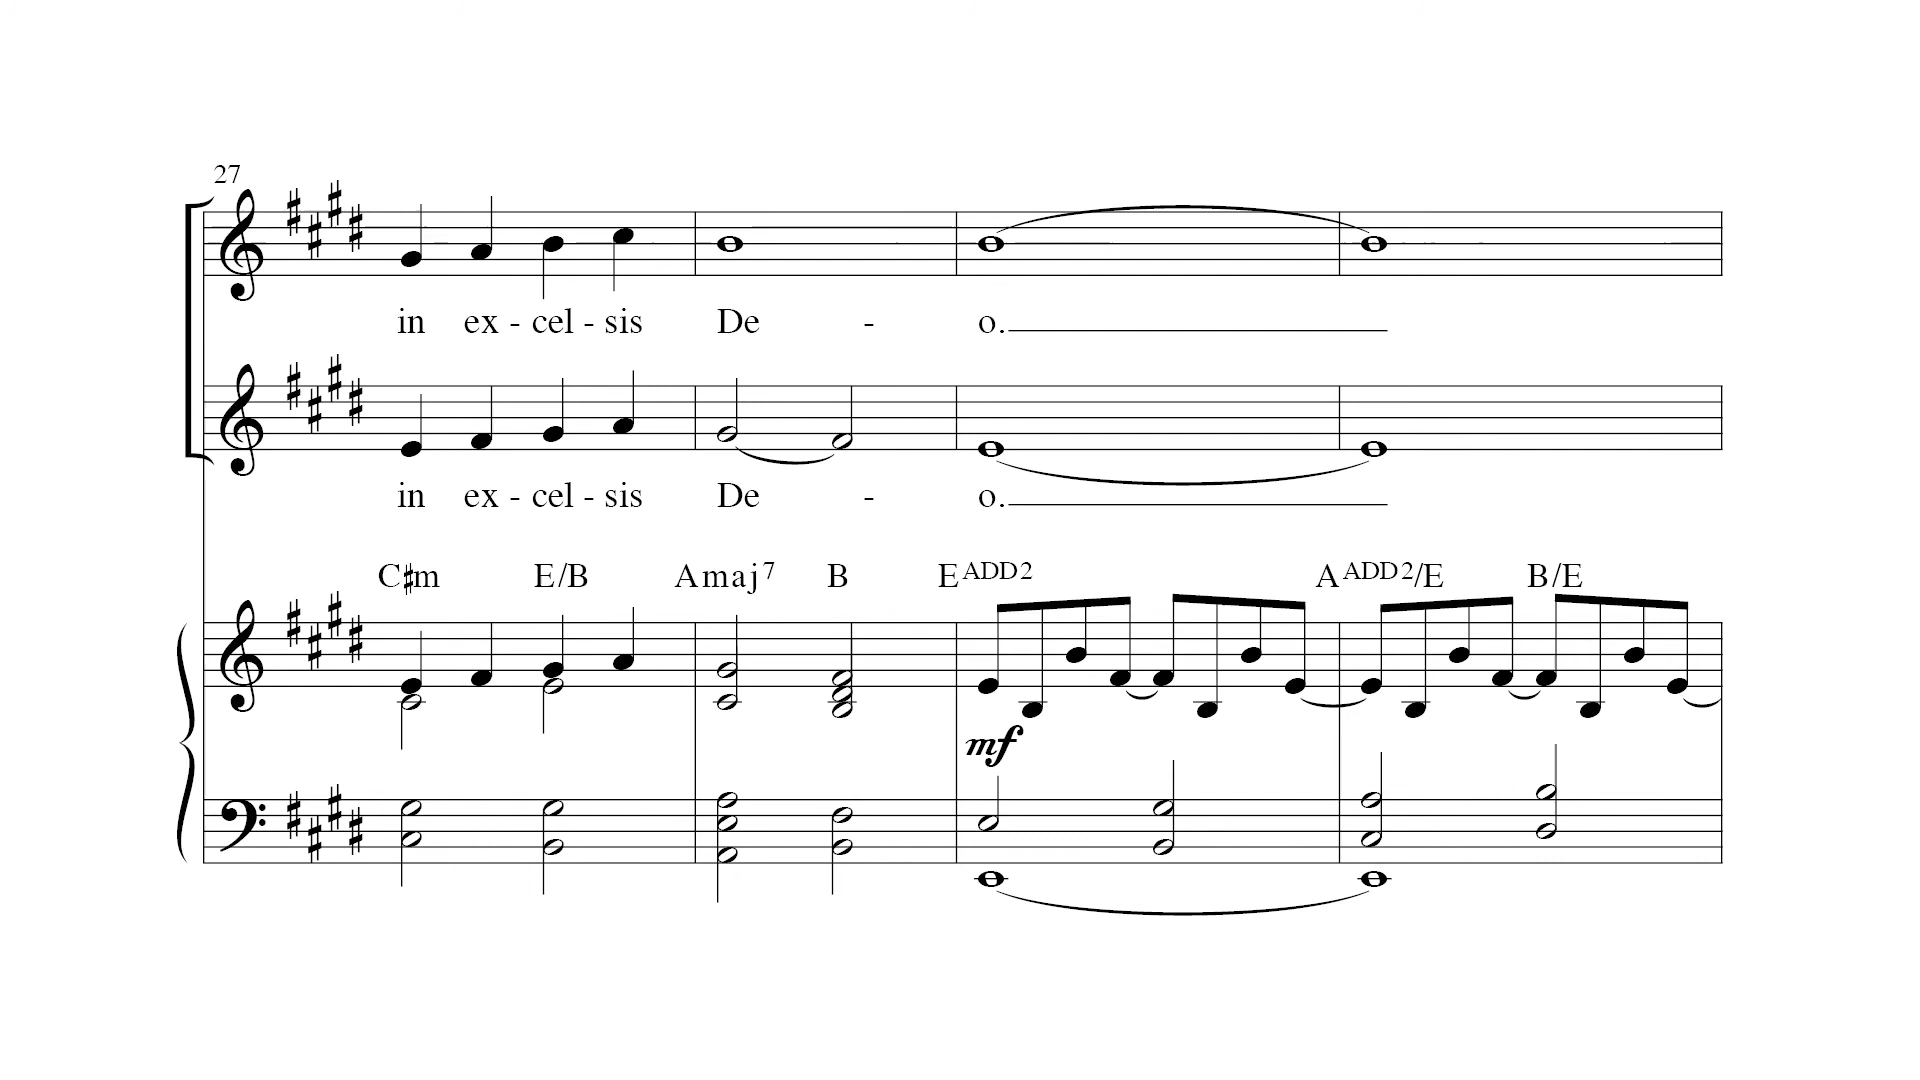 27
in ex - cel - sis De - o.
in ex - cel - sis De - o.
C♯m E/B Amaj7 B EADD2 AADD2/E B/E
mf